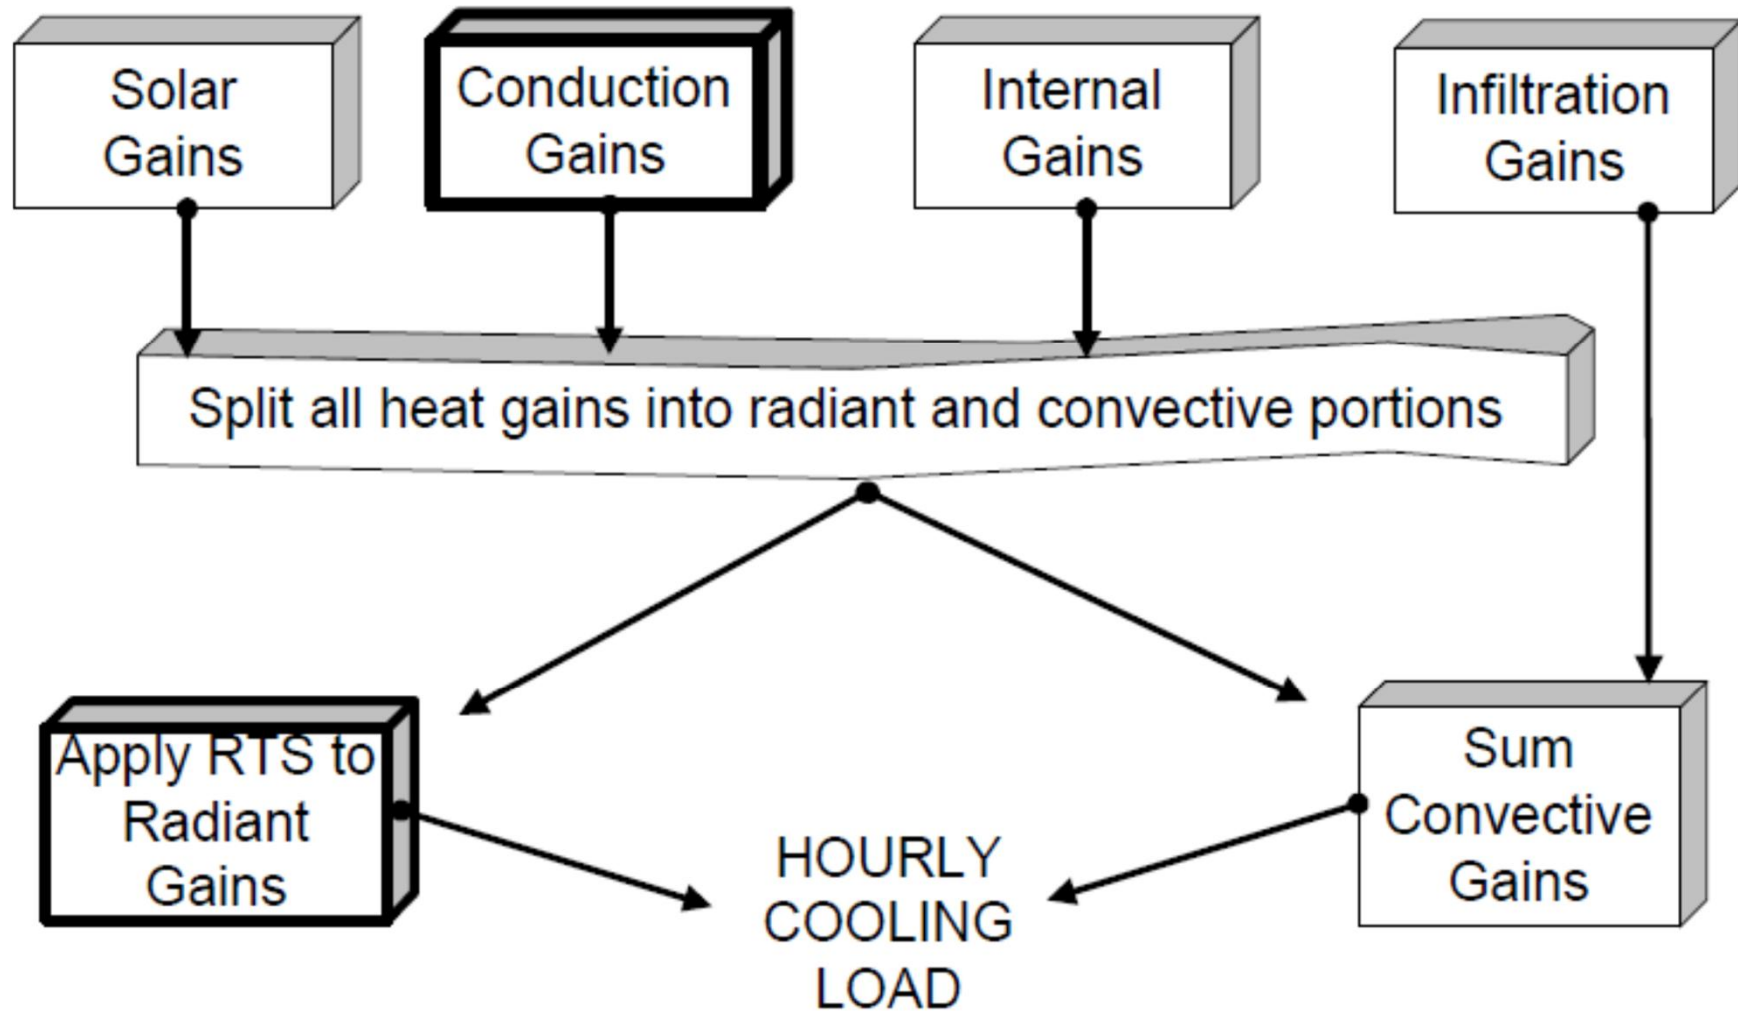 Solar
Gains
Conduction
Gains
Internal
Gains
Infiltration
Gains
Split all heat gains into radiant and convective portions
Apply RTS to
Radiant
Gains
HOURLY
COOLING
LOAD
Sum
Convective
Gains